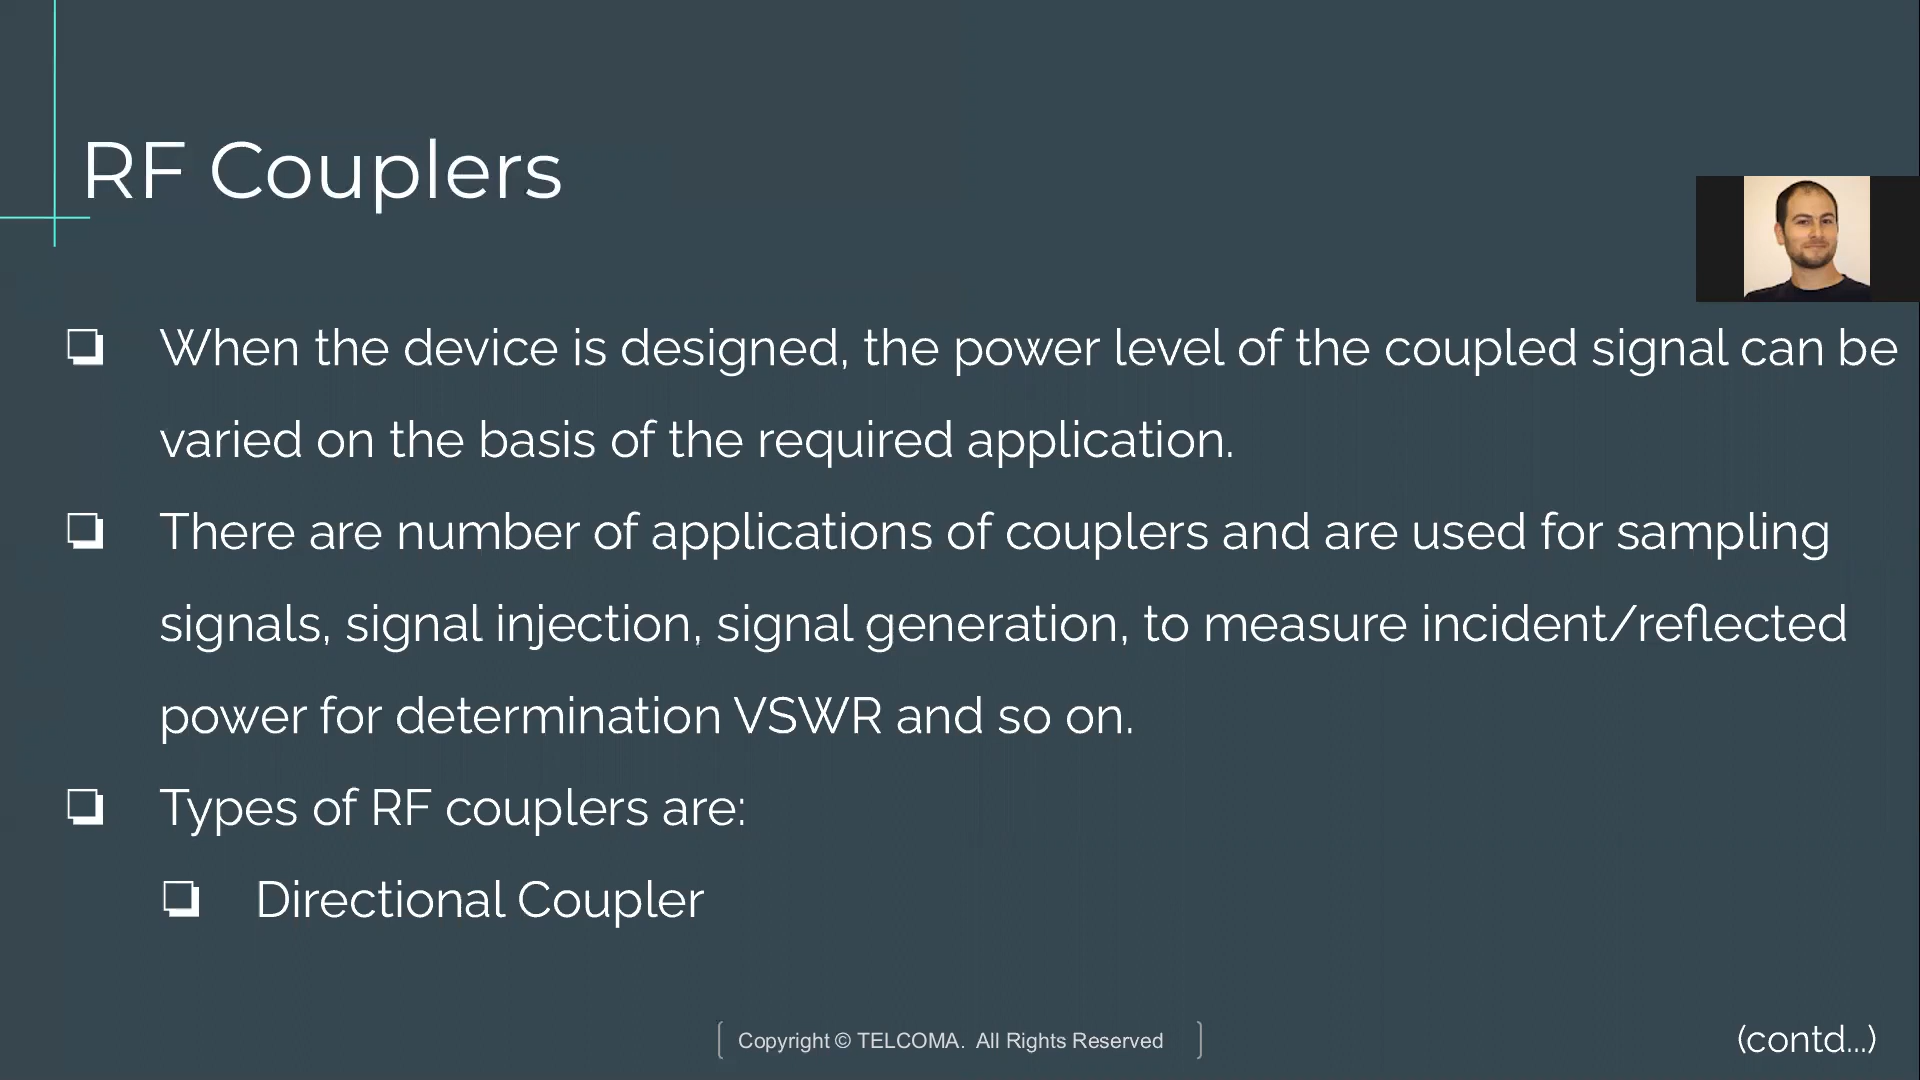 RF Couplers
When the device is designed, the power level of the coupled signal can be
varied on the basis of the required application.
There are number of applications of couplers and are used for sampling
signals, signal injection, signal generation, to measure incident/reflected
power for determination VSWR and so on.
Types of RF couplers are:
Directional Coupler
Copyright © TELCOMA. All Rights Reserved
(contd...)